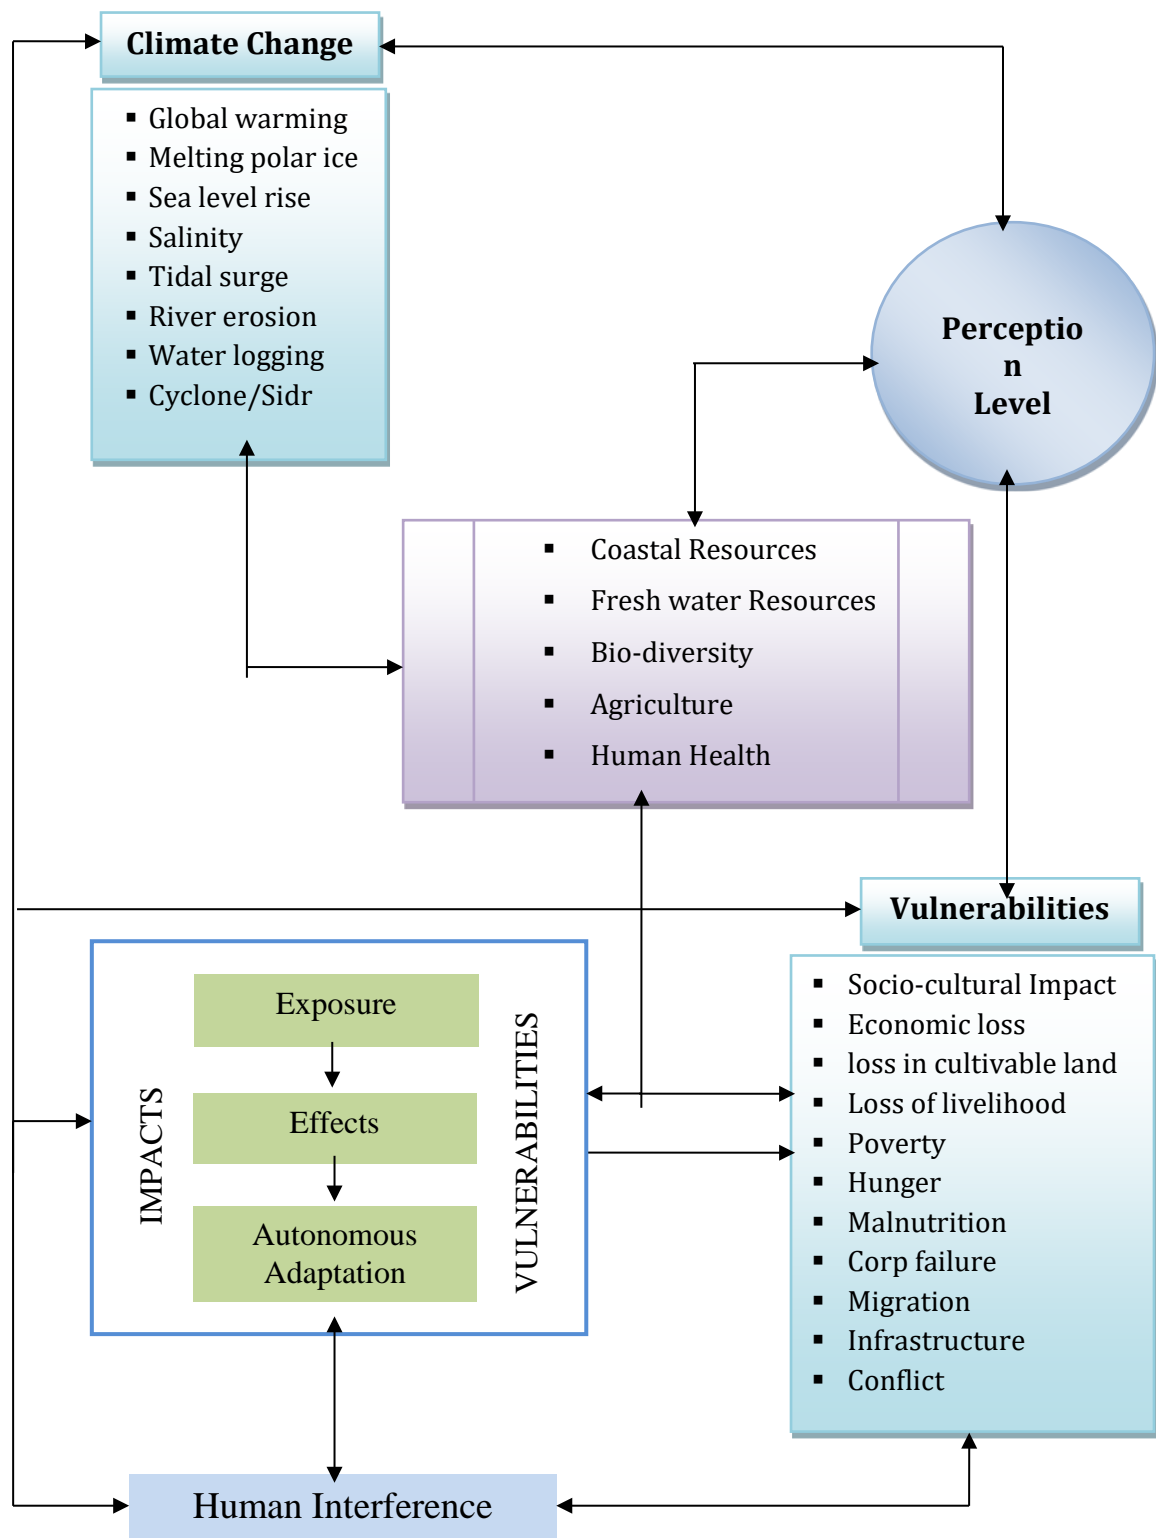 Climate Change
▪ Global warming
▪ Melting polar ice
▪ Sea level rise
▪ Salinity
▪ Tidal surge
▪ River erosion
▪ Water logging
▪ Cyclone/Sidr
Perceptio
n
Level
▪ Coastal Resources
▪ Fresh water Resources
▪ Bio-diversity
▪ Agriculture
▪ Human Health
Vulnerabilities
▪ Socio-cultural Impact
▪ Economic loss
▪ loss in cultivable land
▪ Loss of livelihood
▪ Poverty
▪ Hunger
▪ Malnutrition
▪ Corp failure
▪ Migration
▪ Infrastructure
▪ Conflict
IMPACTS
Exposure
Effects
Autonomous
Adaptation
VULNERABILITIES
Human Interference